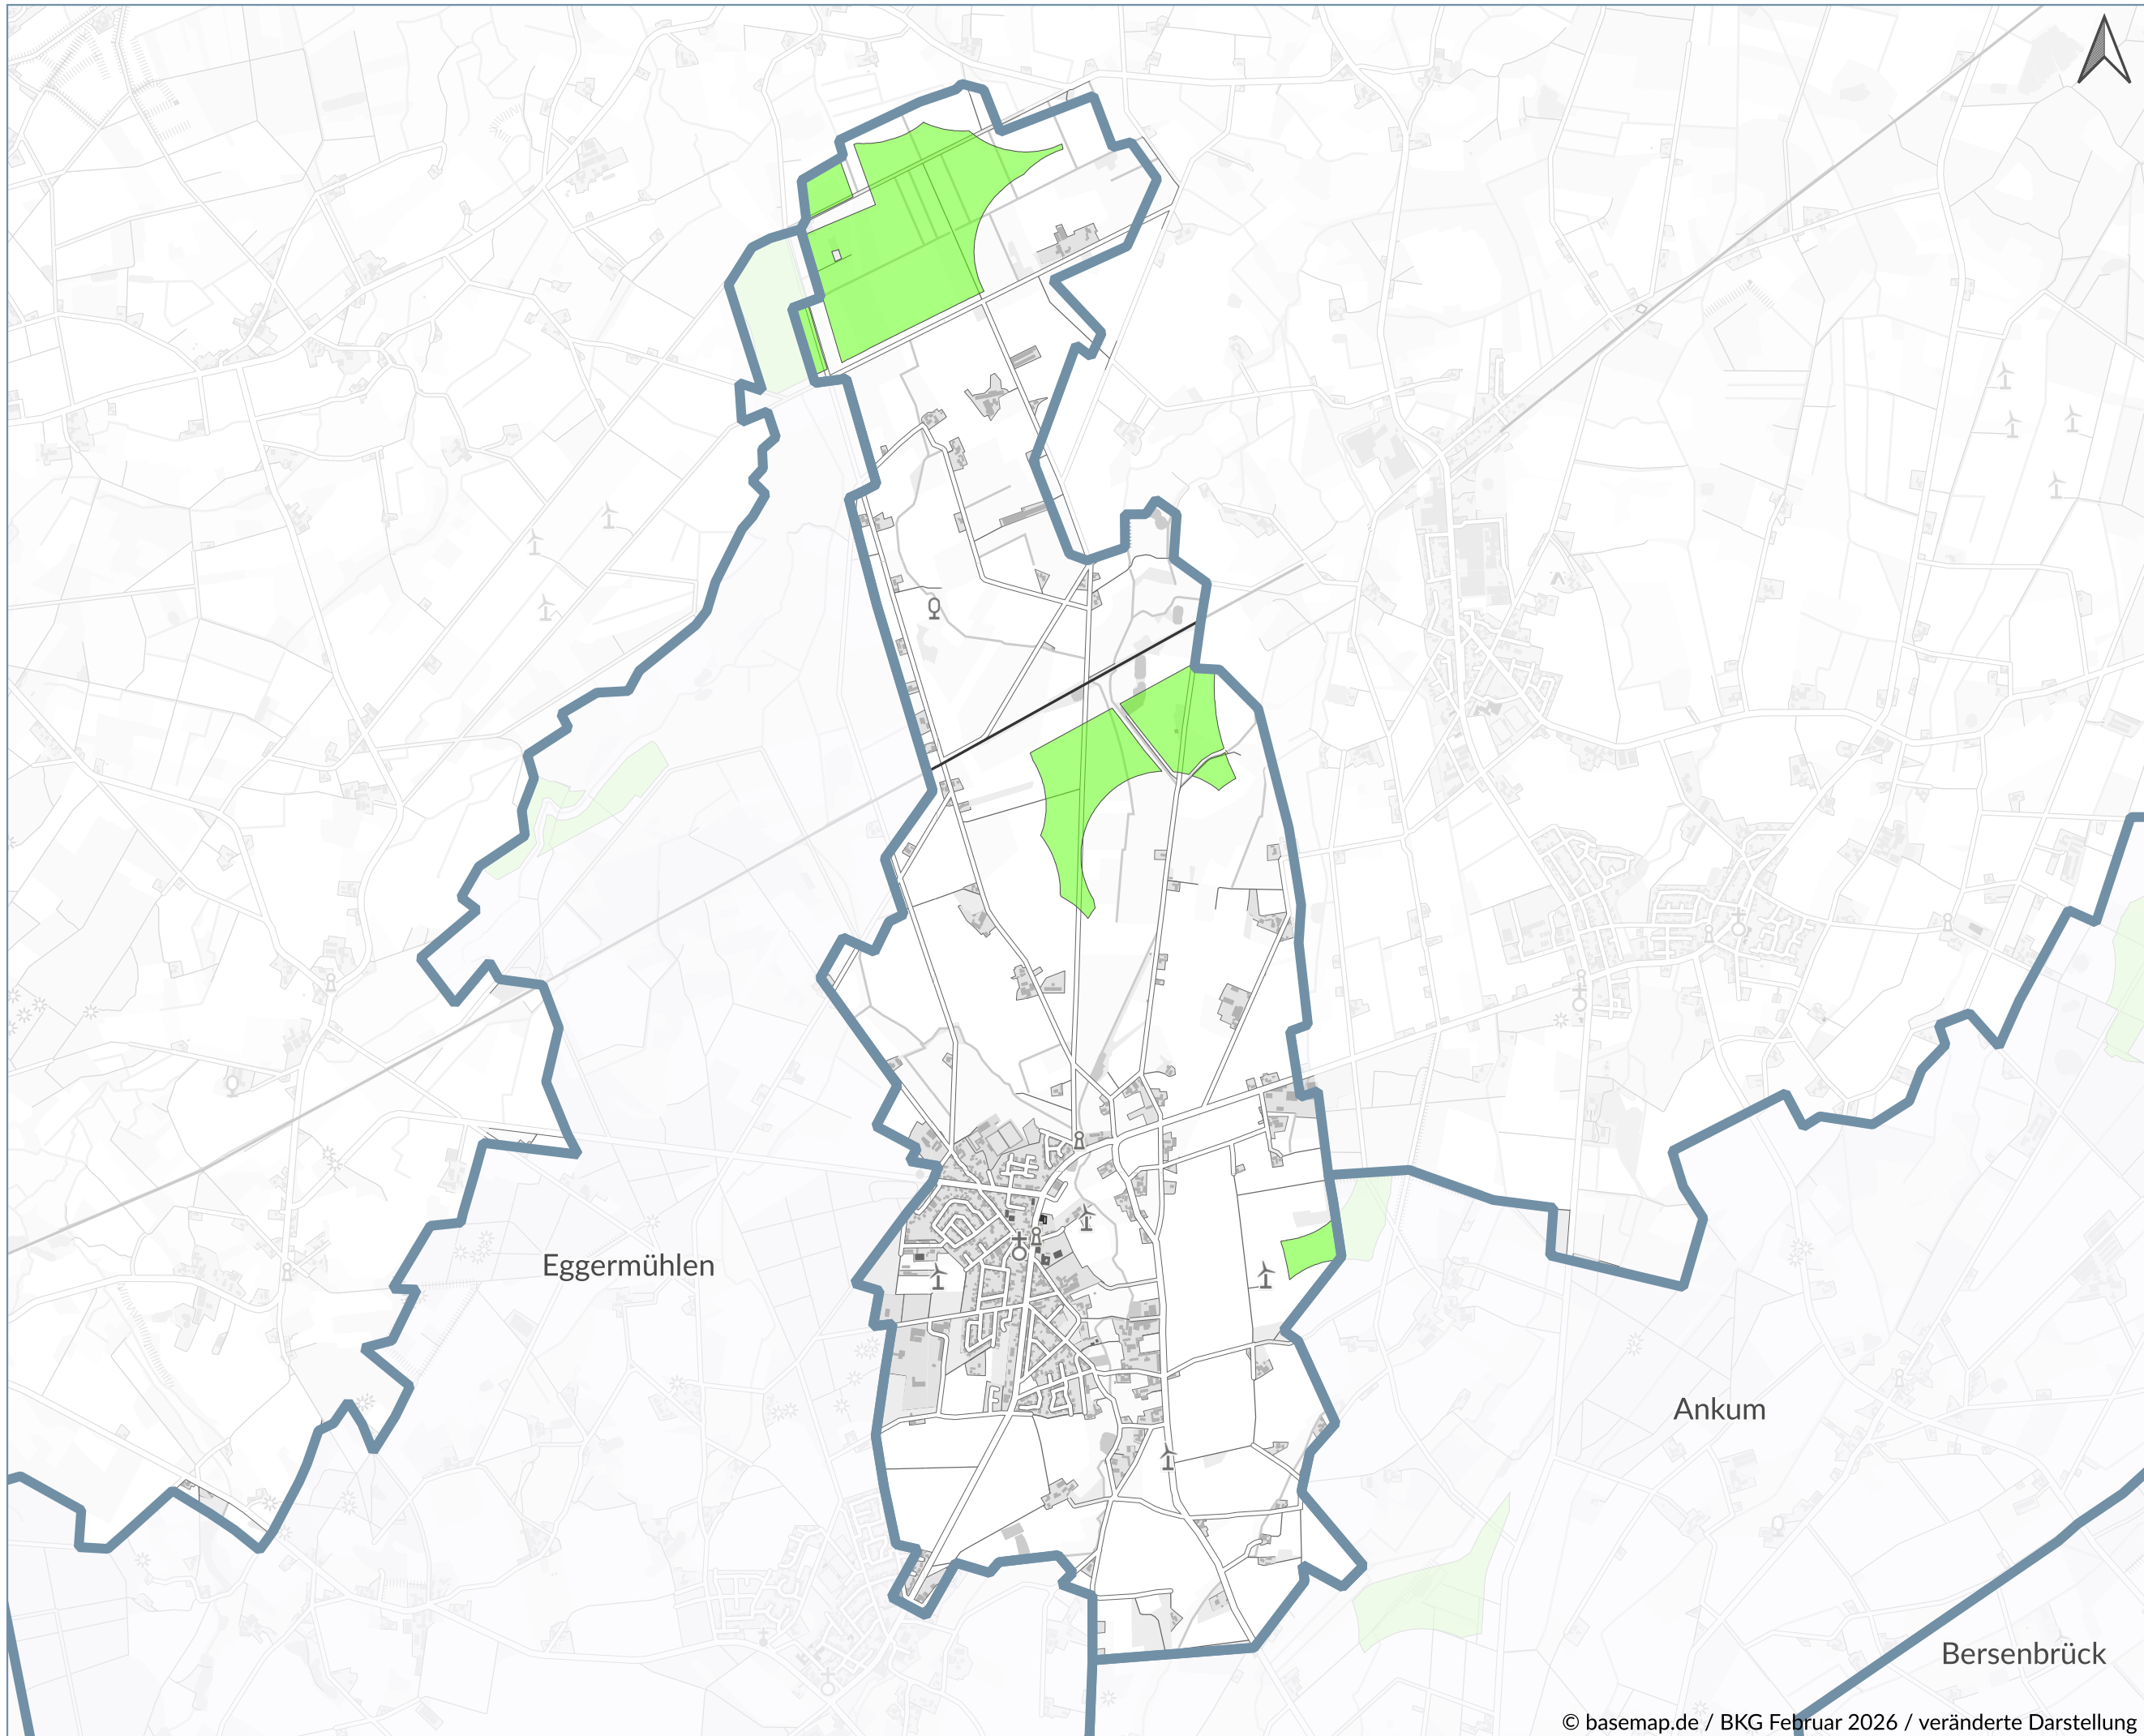 Eggermühlen
Ankum
Bersenbrück
© basemap.de / BKG Februar 2026 / veränderte Darstellung